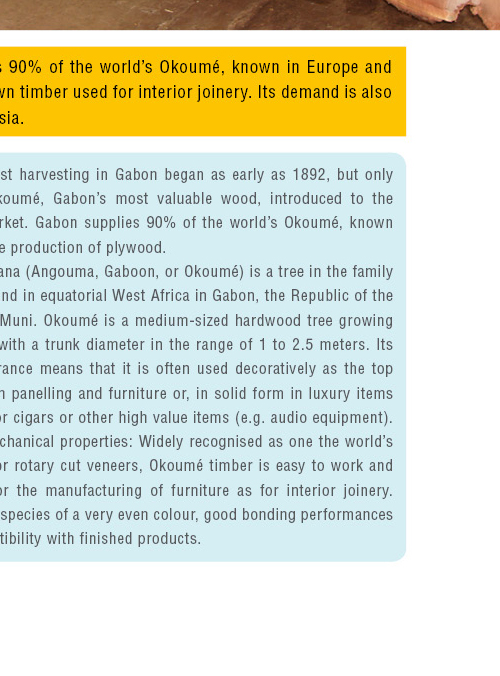 s 90% of the world’s Okoumé, known in Europe and
wn timber used for interior joinery. Its demand is also
sia.
st harvesting in Gabon began as early as 1892, but only
koumé, Gabon’s most valuable wood, introduced to the
rket. Gabon supplies 90% of the world’s Okoumé, known
e production of plywood.
ana (Angouma, Gaboon, or Okoumé) is a tree in the family
nd in equatorial West Africa in Gabon, the Republic of the
Muni. Okoumé is a medium-sized hardwood tree growing
with a trunk diameter in the range of 1 to 2.5 meters. Its
rance means that it is often used decoratively as the top
n panelling and furniture or, in solid form in luxury items
or cigars or other high value items (e.g. audio equipment).
chanical properties: Widely recognised as one the world’s
or rotary cut veneers, Okoumé timber is easy to work and
or the manufacturing of furniture as for interior joinery.
species of a very even colour, good bonding performances
tibility with finished products.